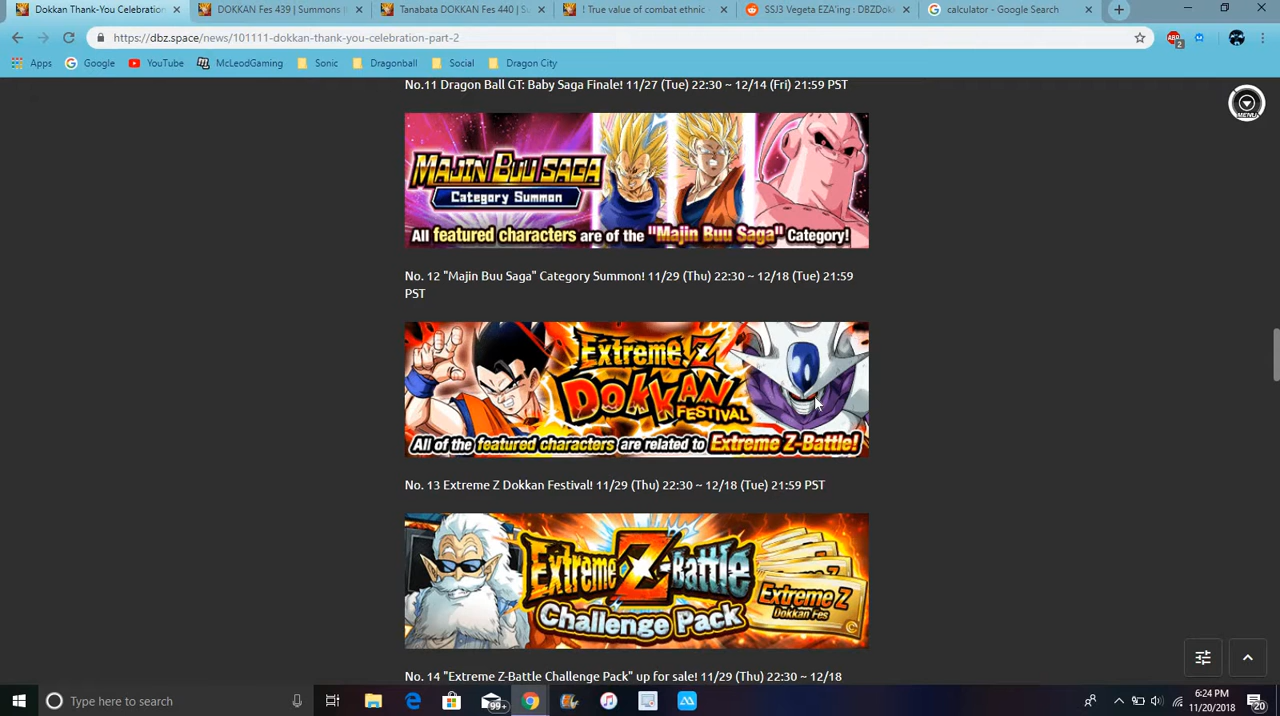 Dokkan Thank-You Celebration
DOKKAN Fes 439 | Summons |
Tanabata DOKKAN Fes 440 | Su
! True value of combat ethnic
SSJ3 Vegeta EZA'ing : DBZDok
calculator - Google Search
https://dbz.space/news/101111-dokkan-thank-you-celebration-part-2
ABP
2
Apps
Google
YouTube
McLeodGaming
Sonic
Dragonball
Social
Dragon City
No.11 Dragon Ball GT: Baby Saga Finale! 11/27 (Tue) 22:30 ~ 12/14 (Fri) 21:59 PST
MENU
MAJIN BUU SAGA
Category Summon
All featured characters are of the "Majin Buu Saga" Category!
No. 12 "Majin Buu Saga" Category Summon! 11/29 (Thu) 22:30 ~ 12/18 (Tue) 21:59
PST
Extreme Z
DOKKAN
FESTIVAL
All of the featured characters are related to Extreme Z-Battle!
No. 13 Extreme Z Dokkan Festival! 11/29 (Thu) 22:30 ~ 12/18 (Tue) 21:59 PST
Extreme Z-Battle
Challenge Pack
Extreme Z
Dokkan Fes
No. 14 "Extreme Z-Battle Challenge Pack" up for sale! 11/29 (Thu) 22:30 ~ 12/18
Type here to search
99+
6:24 PM
11/20/2018
20